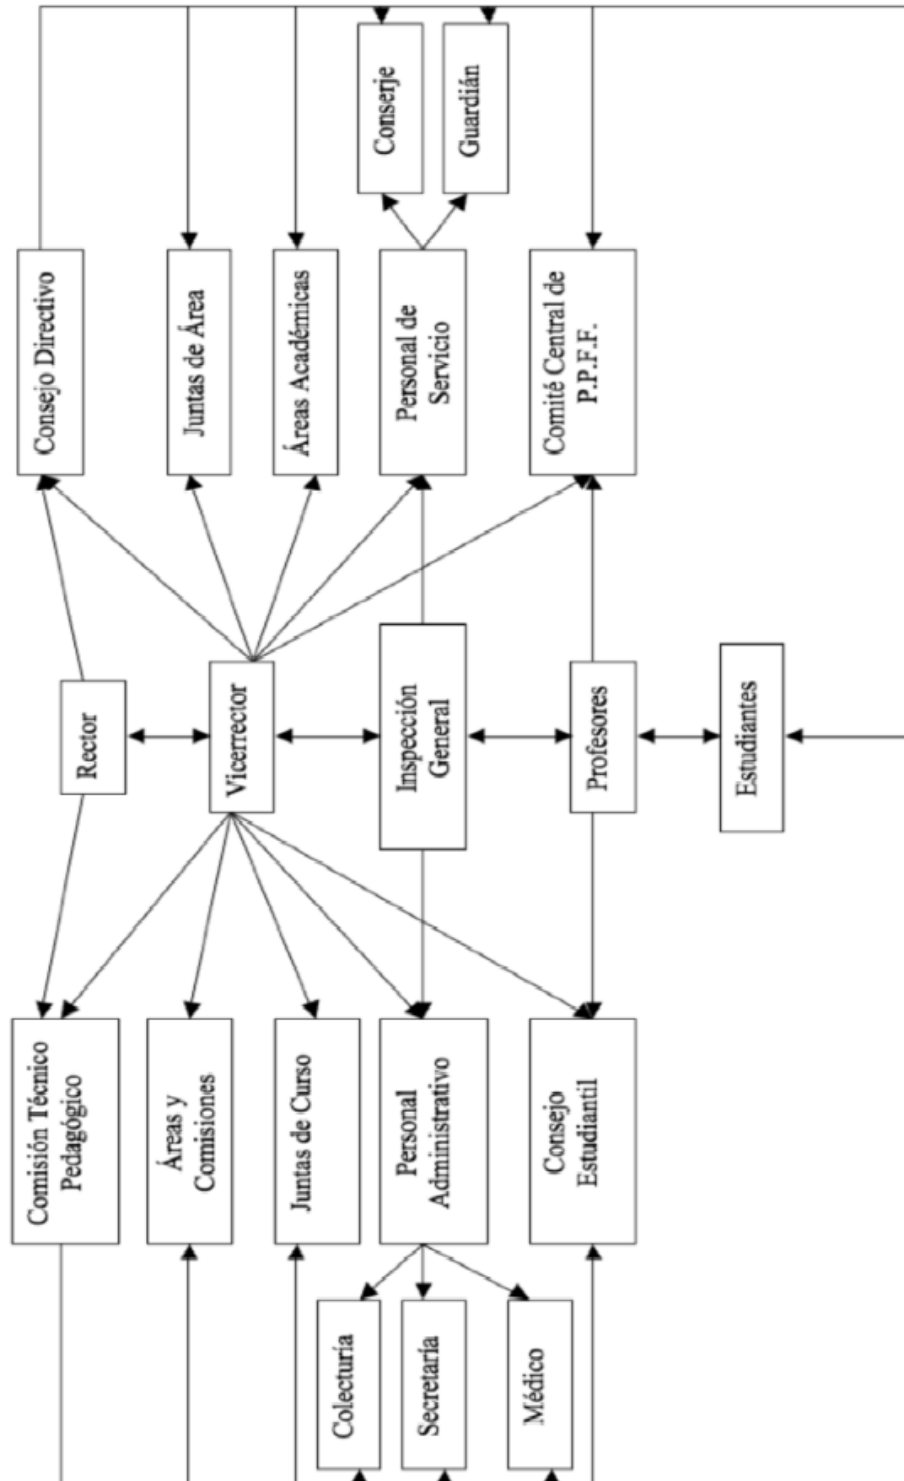 Rector
Comisión Técnico
Pedagógico
Consejo Directivo
Vicerrector
Áreas y
Comisiones
Juntas de Área
Juntas de Curso
Áreas Académicas
Colecturía
Secretaría
Médico
Personal
Administrativo
Inspección
General
Personal de
Servicio
Conserje
Guardián
Consejo
Estudiantil
Profesores
Comité Central de
P.P.F.F.
Estudiantes